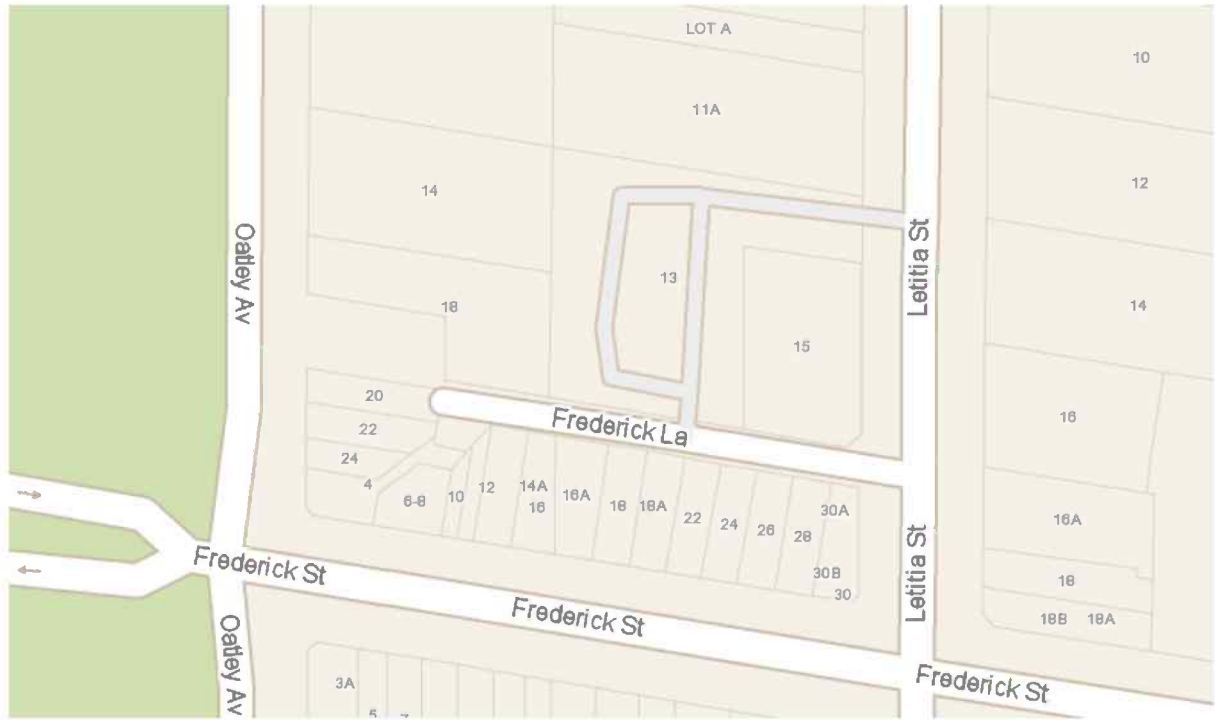 LOT A
10
11A
12
14
Oatley Av
Letitia St
13
14
18
15
20
16
Frederick La
22
24
4
6-8
10
12
14A
16
16A
18
18A
22
24
26
28
30A
30B
30
16A
18
18B
18A
Letitia St
Frederick St
Frederick St
Frederick St
Oatley Av
3A
5